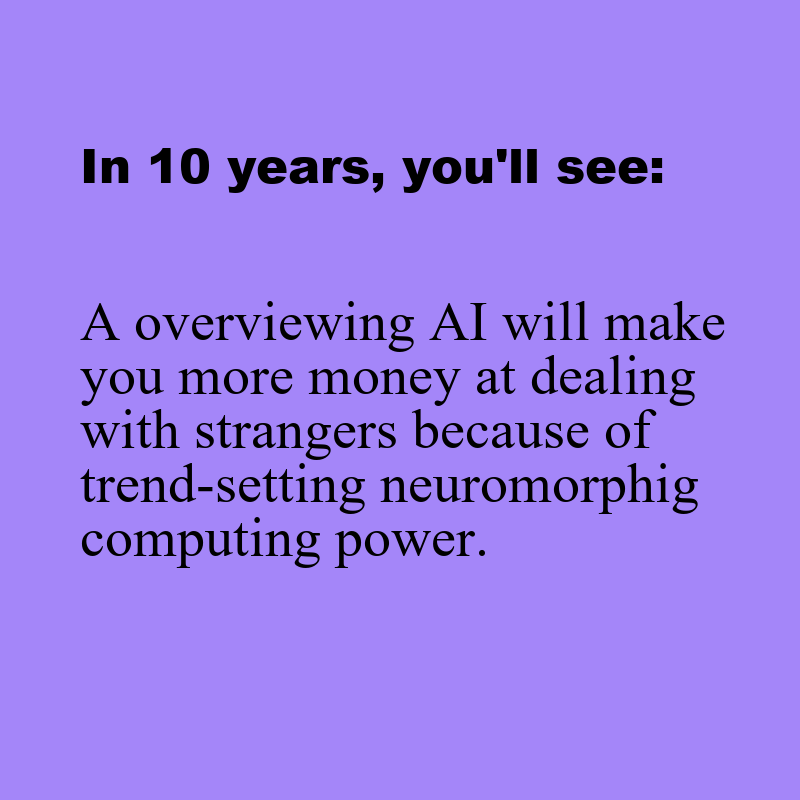 In 10 years, you'll see:
A overviewing AI will make
you more money at dealing
with strangers because of
trend-setting neuromorphig
computing power.